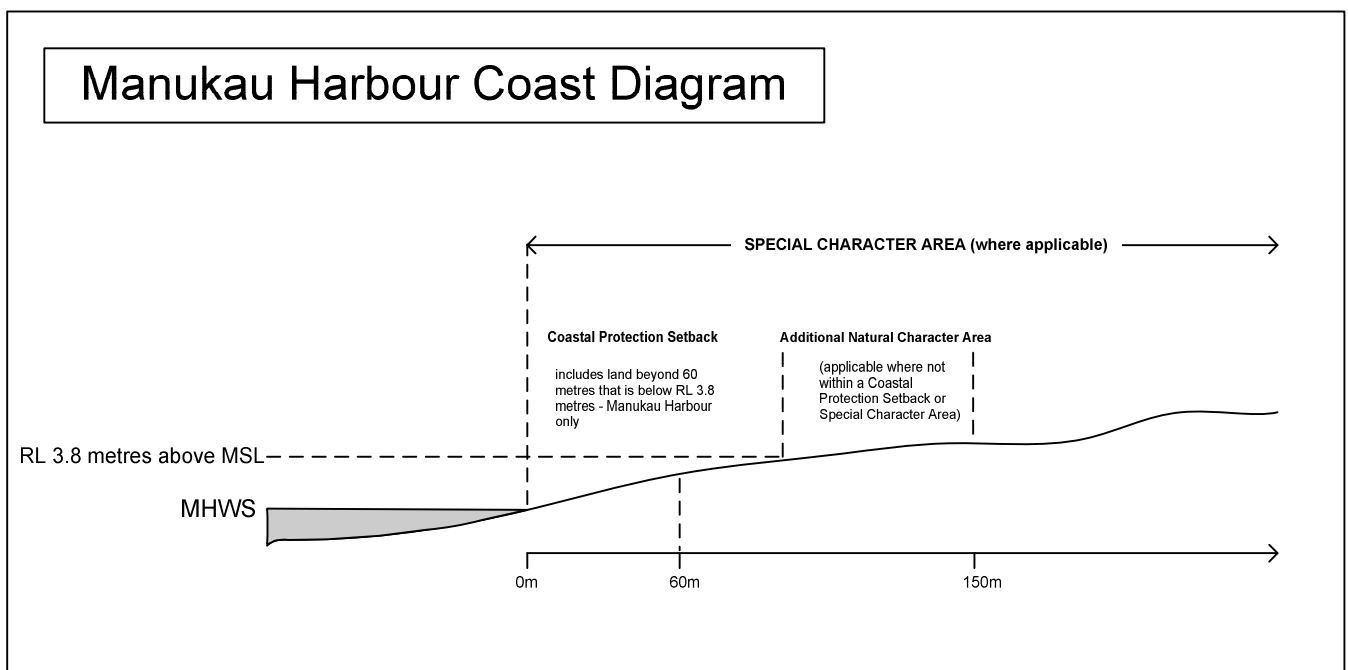 Manukau Harbour Coast Diagram
SPECIAL CHARACTER AREA (where applicable)
Coastal Protection Setback
includes land beyond 60
metres that is below RL 3.8
metres - Manukau Harbour
only
Additional Natural Character Area
(applicable where not
within a Coastal
Protection Setback or
Special Character Area)
RL 3.8 metres above MSL
MHWS
0m
60m
150m